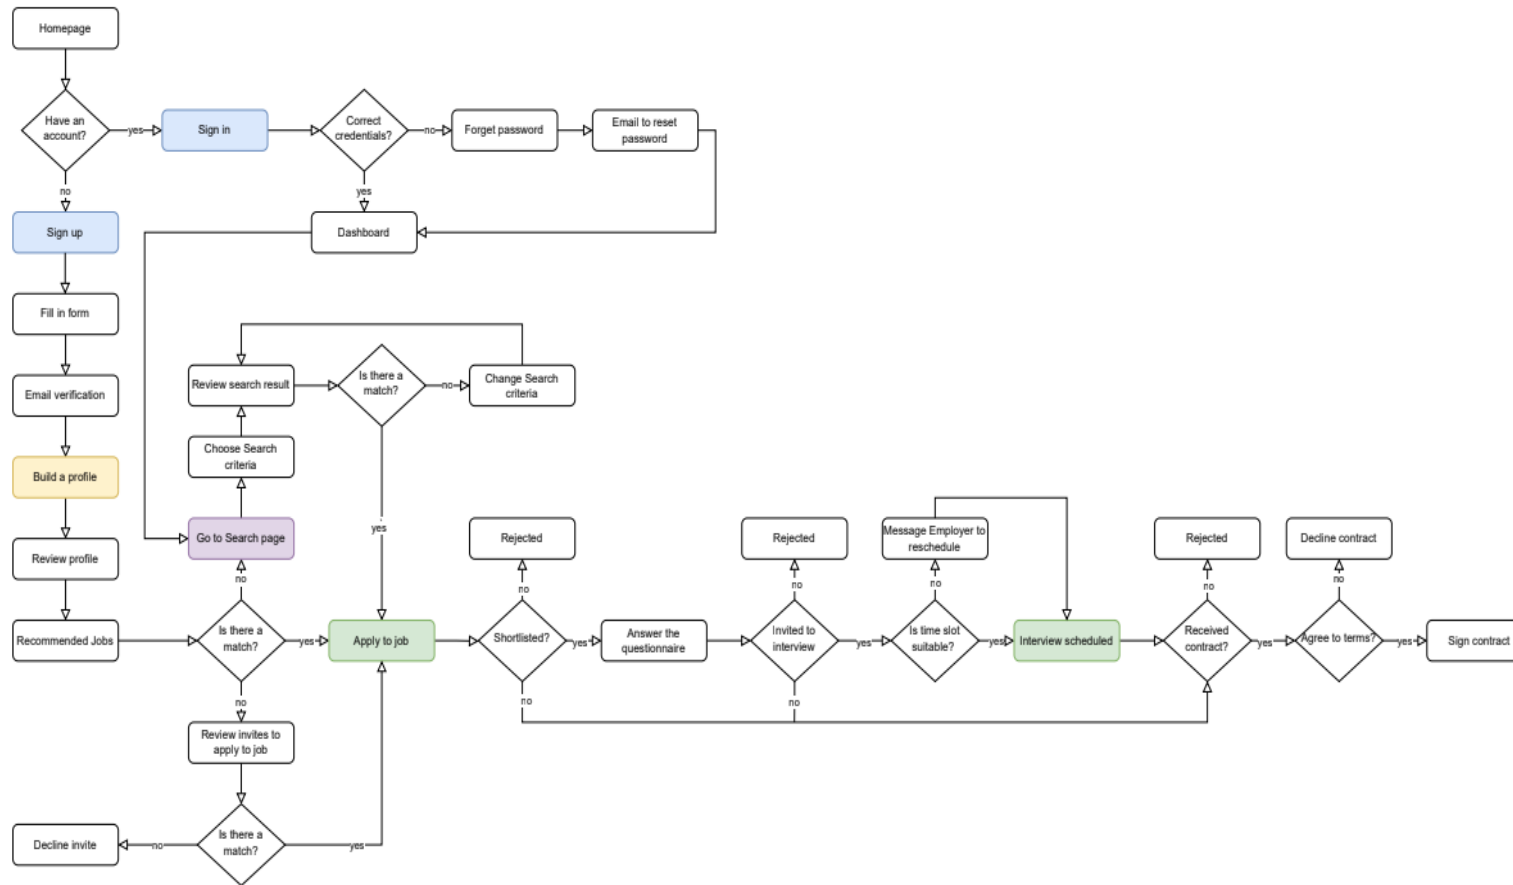 Homepage
Have an
account?
yes
Sign in
Correct
credentials?
no
Forget password
Email to reset
password
no
yes
Sign up
Dashboard
Fill in form
Review search result
Is there a
match?
no
Change Search
criteria
Email verification
Choose Search
criteria
Build a profile
yes
Go to Search page
Rejected
Rejected
Message Employer to
reschedule
Rejected
Decline contract
Review profile
no
no
no
no
no
no
Recommended Jobs
Is there a
match?
yes
Apply to job
Shortlisted?
yes
Answer the
questionnaire
Invited to
interview
yes
Is time slot
suitable?
yes
Interview scheduled
Received
contract?
yes
Agree to terms?
yes
Sign contract
no
no
no
Review invites to
apply to job
Decline invite
no
Is there a
match?
yes